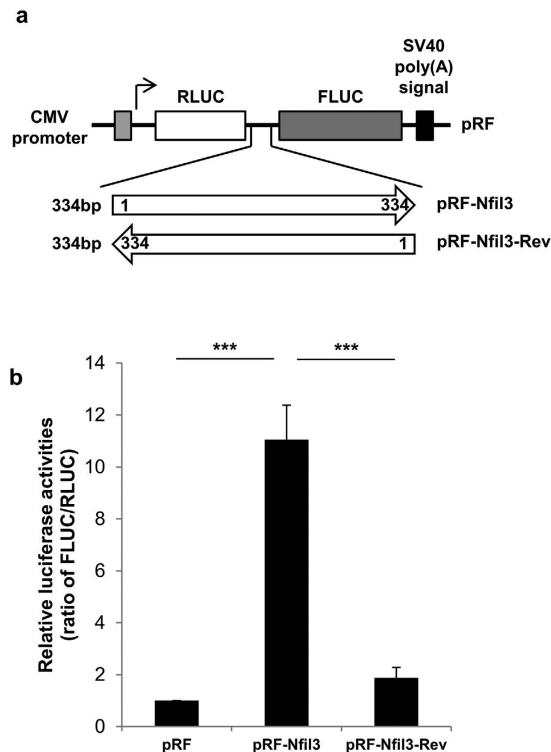 a
SV40
poly(A)
signal
CMV
promoter
RLUC
FLUC
pRF
334bp
1
334
pRF-Nfil3
334bp
334
1
pRF-Nfil3-Rev
b
Relative luciferase activities
(ratio of FLUC/RLUC)
14
12
10
8
6
4
2
0
***
***
pRF
pRF-Nfil3
pRF-Nfil3-Rev